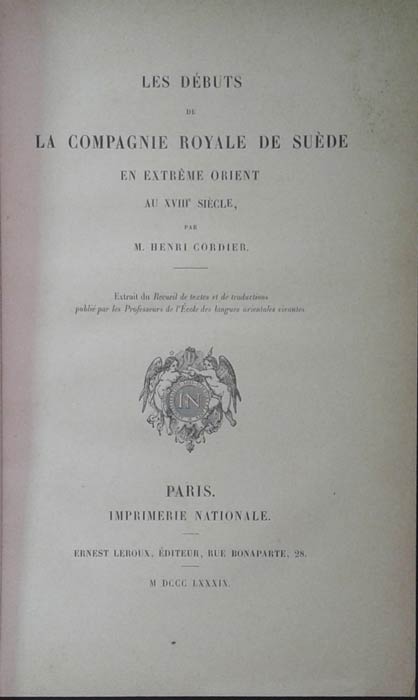 LES DÉBUTS
DE
LA COMPAGNIE ROYALE DE SUÈDE
EN EXTRÊME ORIENT
AU XVIIIᵉ SIÈCLE,
PAR
M. HENRI CORDIER.
Extrait du Recueil de textes et de traductions
publié par les Professeurs de l'École des langues orientales vivantes
IN
PARIS.
IMPRIMERIE NATIONALE.
ERNEST LEROUX, ÉDITEUR, RUE BONAPARTE, 28.
M DCCC LXXXIX.